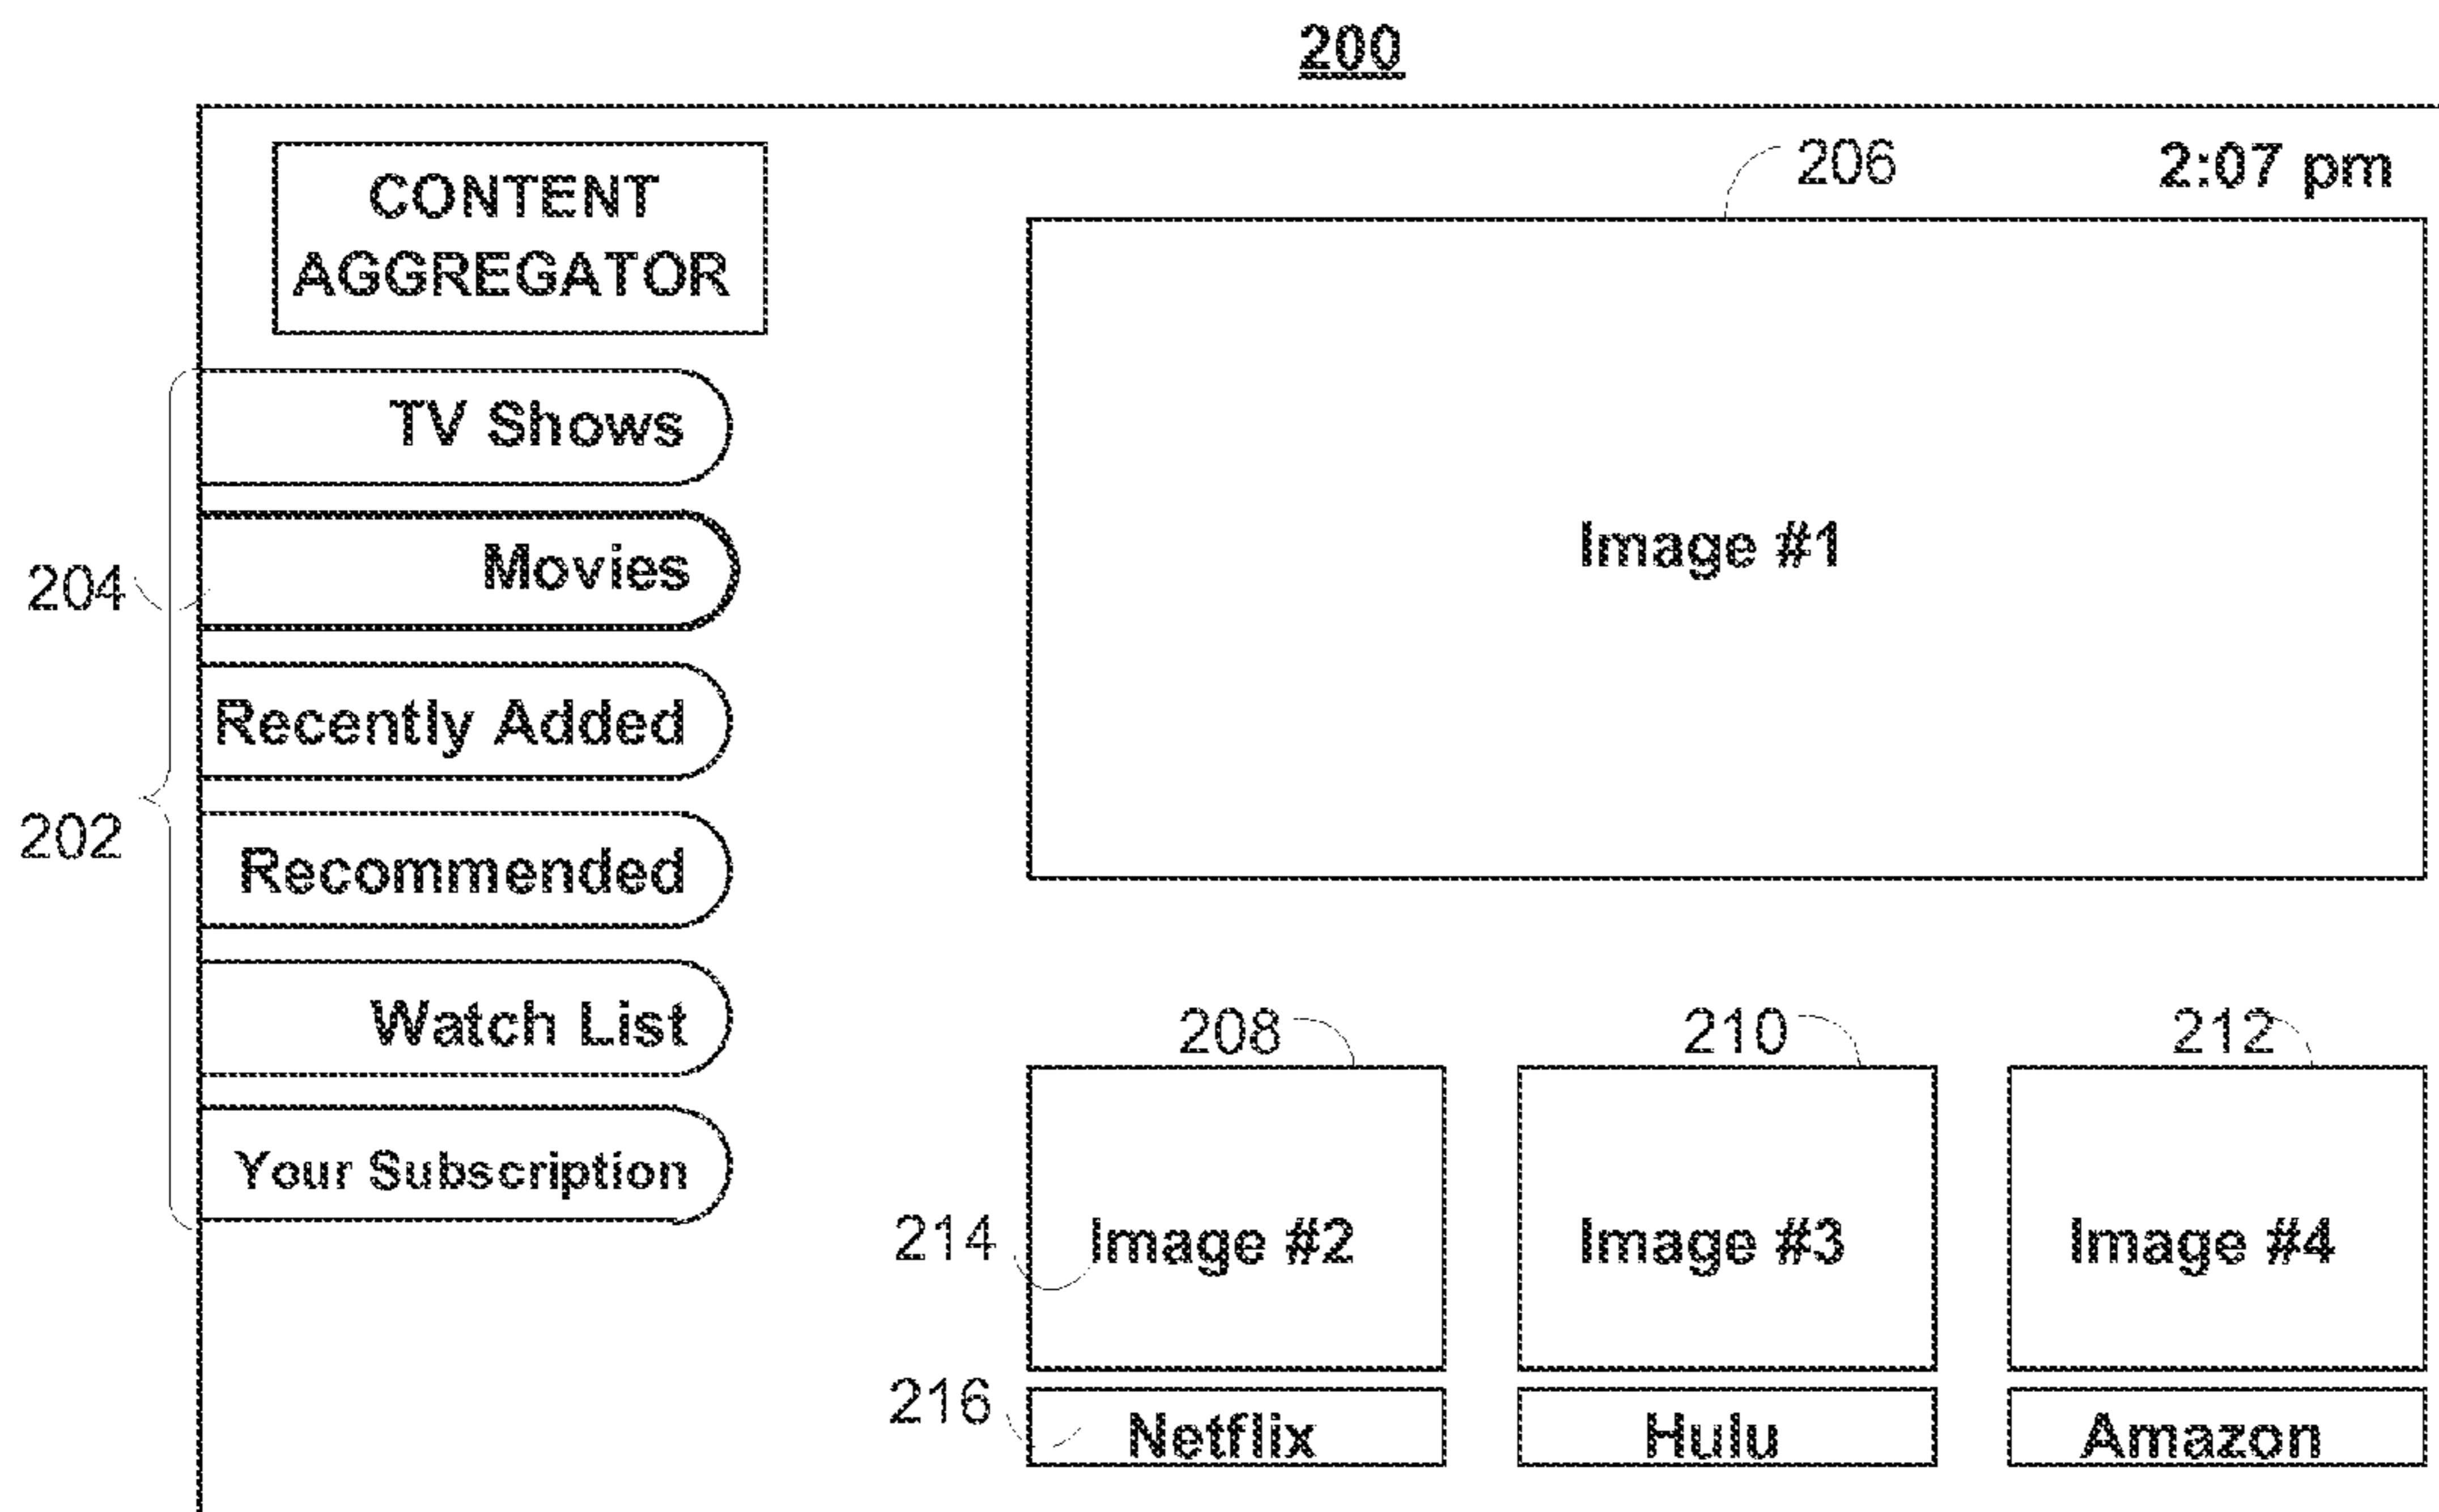 200
CONTENT
AGGREGATOR
206
2:07 pm
TV Shows
Image #1
204
Movies
Recently Added
202
Recommended
Watch List
208
210
212
Your Subscription
214
Image #2
Image #3
Image #4
216
Netflix
Hulu
Amazon